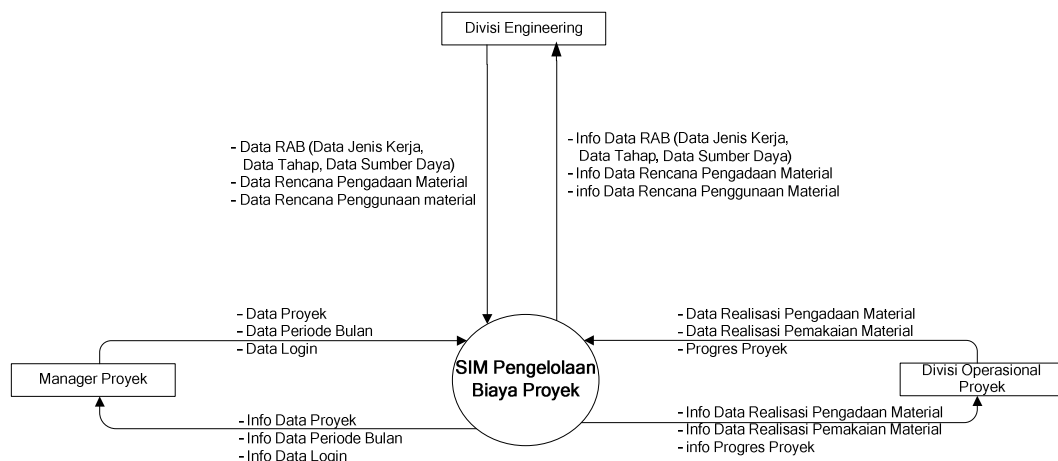 Divisi Engineering
- Data RAB (Data Jenis Kerja,
Data Tahap, Data Sumber Daya)
- Data Rencana Pengadaan Material
- Data Rencana Penggunaan material
- Info Data RAB (Data Jenis Kerja,
Data Tahap, Data Sumber Daya)
- Info Data Rencana Pengadaan Material
- info Data Rencana Penggunaan Material
- Data Proyek
- Data Periode Bulan
- Data Login
- Data Realisasi Pengadaan Material
- Data Realisasi Pemakaian Material
- Progres Proyek
Manager Proyek
SIM Pengelolaan
Biaya Proyek
Divisi Operasional
Proyek
- Info Data Proyek
- Info Data Periode Bulan
- Info Data Login
- Info Data Realisasi Pengadaan Material
- Info Data Realisasi Pemakaian Material
- info Progres Proyek